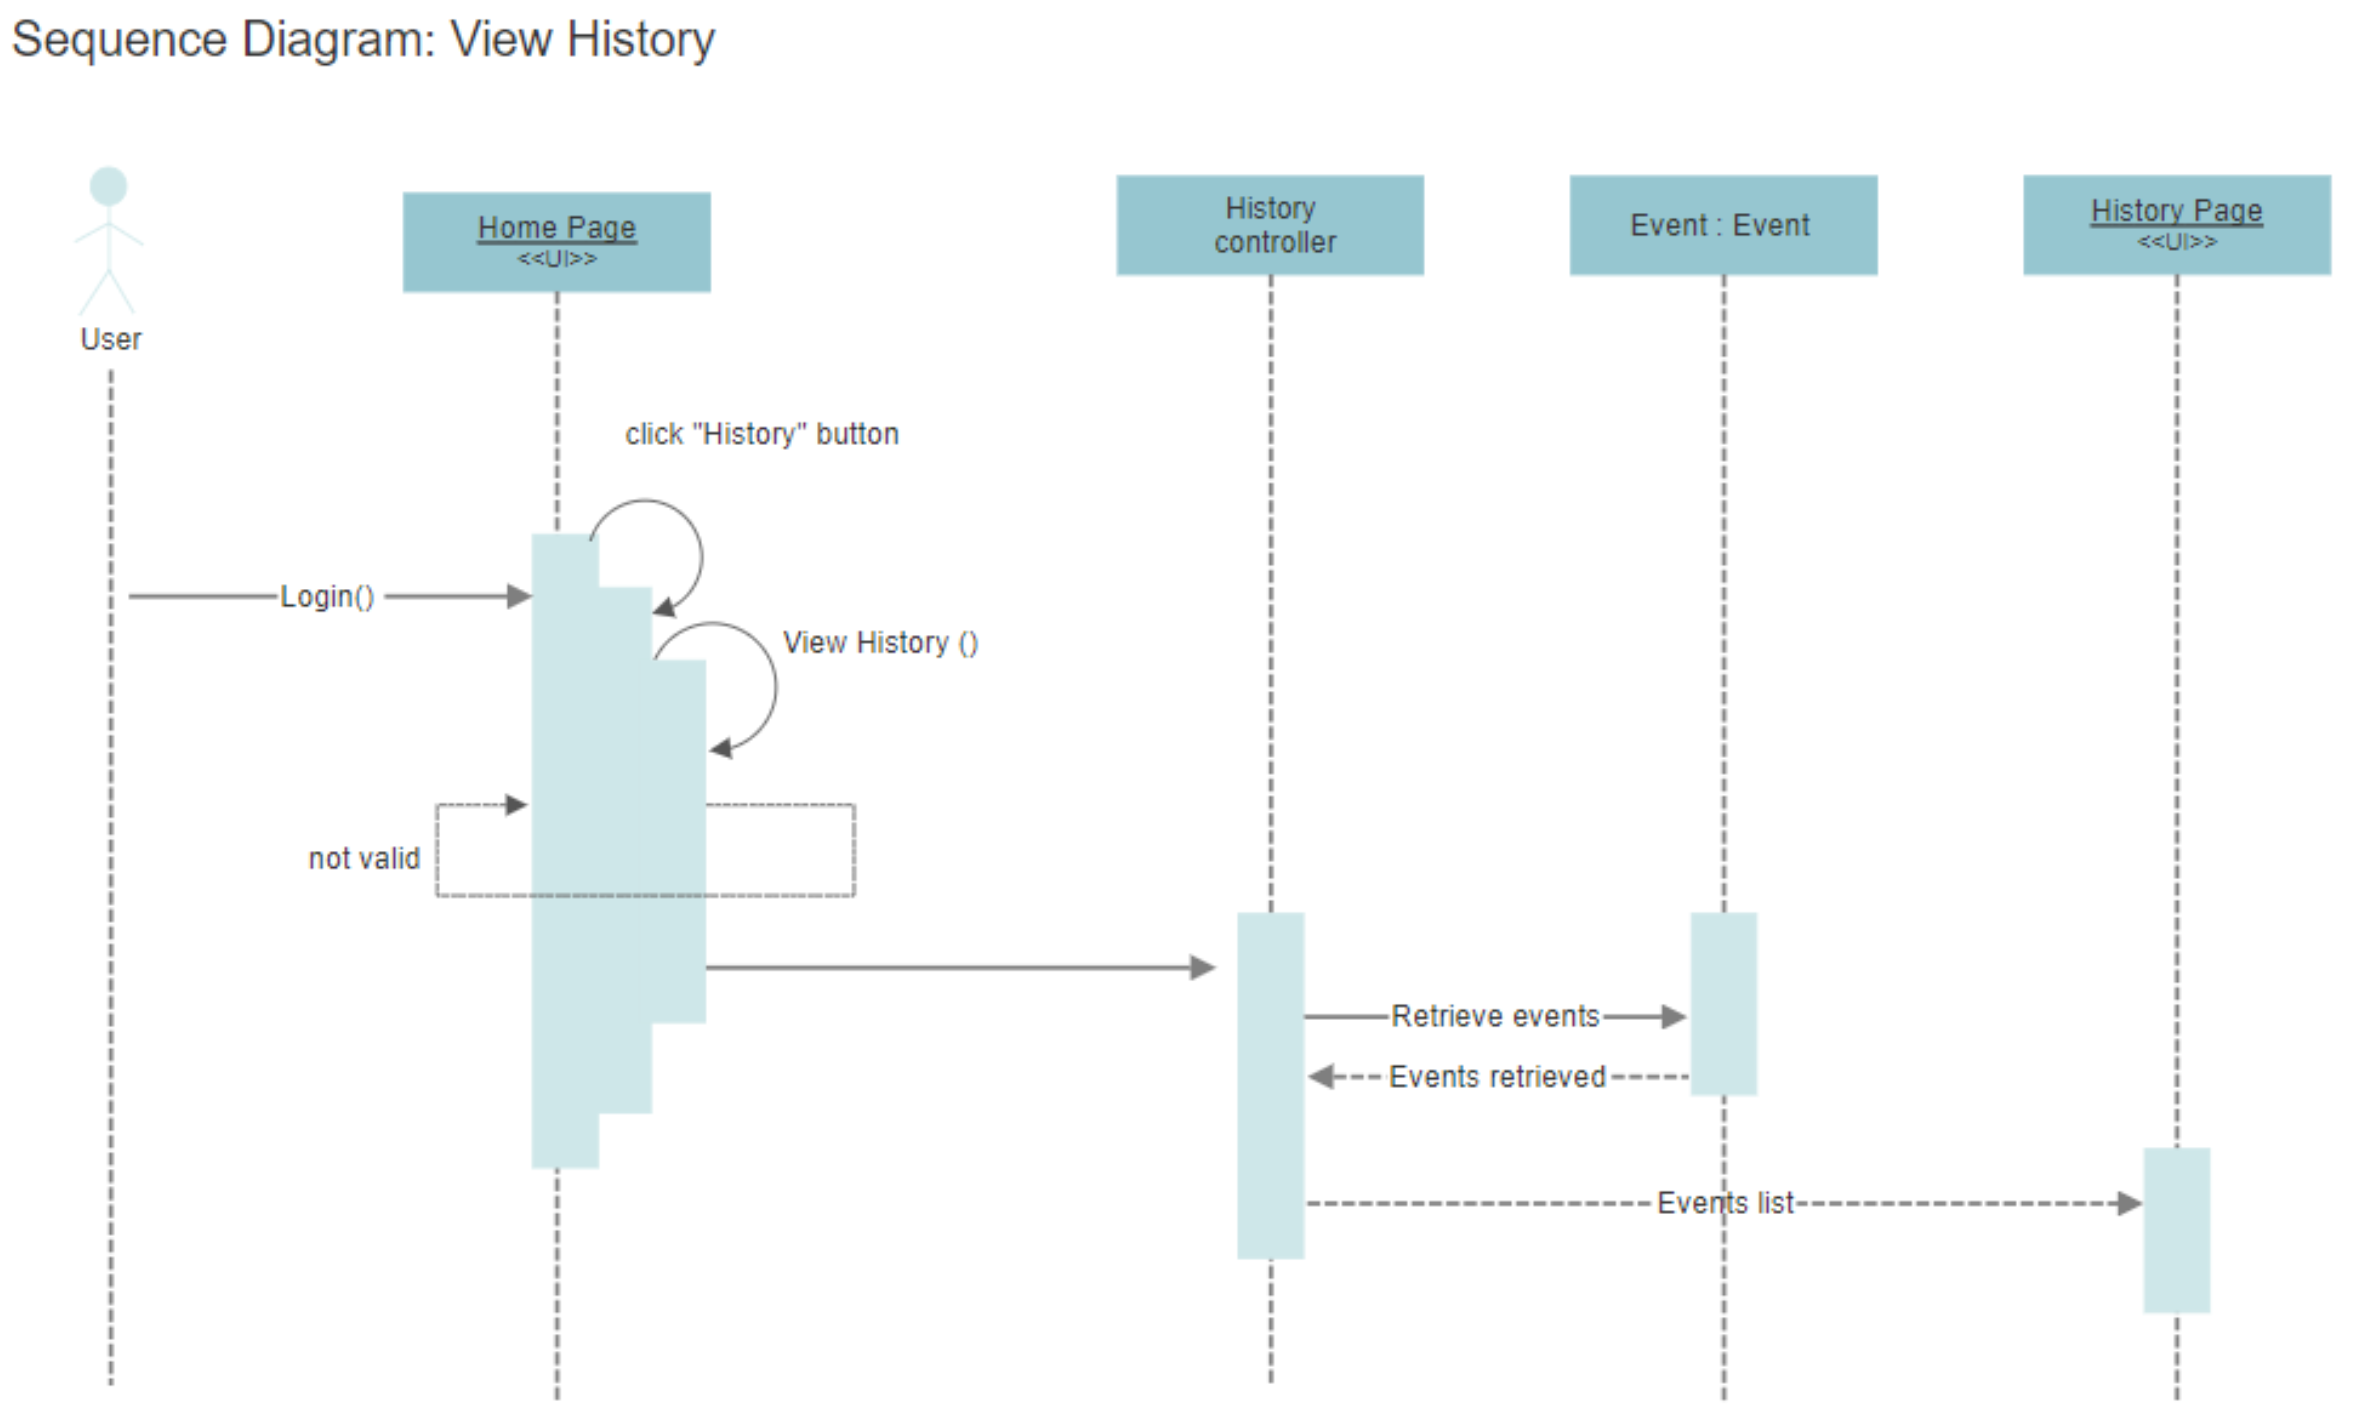 Sequence Diagram: View History
User
Home Page
<<UI>>
History
controller
Event : Event
History Page
<<UI>>
click "History" button
Login()
View History ()
not valid
Retrieve events
Events retrieved
Events list